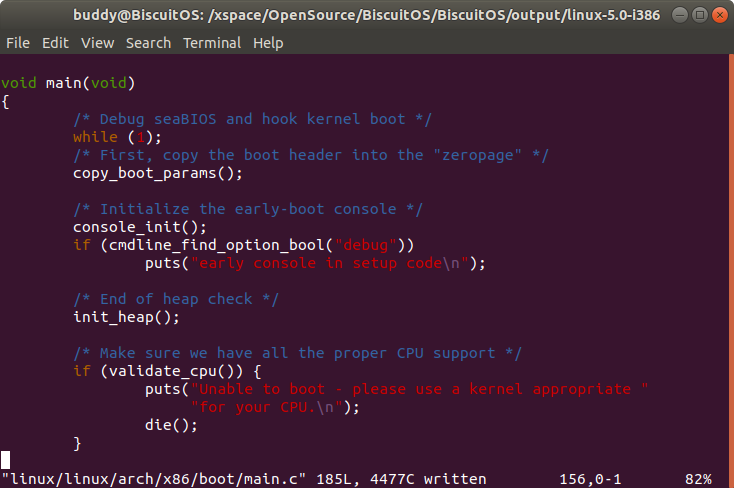 buddy@BiscuitOS: /xspace/OpenSource/BiscuitOS/BiscuitOS/output/linux-5.0-i386
File Edit View Search Terminal Help
void main(void)
{
        /* Debug seaBIOS and hook kernel boot */
        while (1);
        /* First, copy the boot header into the "zeropage" */
        copy_boot_params();
        /* Initialize the early-boot console */
        console_init();
        if (cmdline_find_option_bool("debug"))
                puts("early console in setup code\n");
        /* End of heap check */
        init_heap();
        /* Make sure we have all the proper CPU support */
        if (validate_cpu()) {
                puts("Unable to boot - please use a kernel appropriate "
                     "for your CPU.\n");
                die();
        }
"linux/linux/arch/x86/boot/main.c" 185L, 4477C written 156,0-1 82%